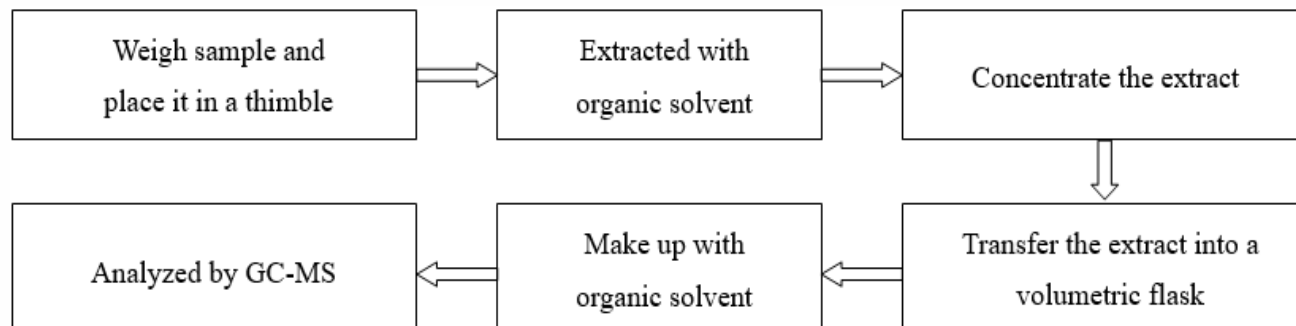 Weigh sample and
place it in a thimble
Extracted with
organic solvent
Concentrate the extract
Transfer the extract into a
volumetric flask
Make up with
organic solvent
Analyzed by GC-MS